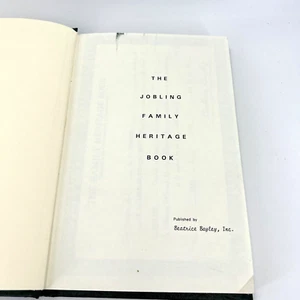 THE
JOBLING
FAMILY
HERITAGE
BOOK
Published by
Beatrice Bayley, Inc.